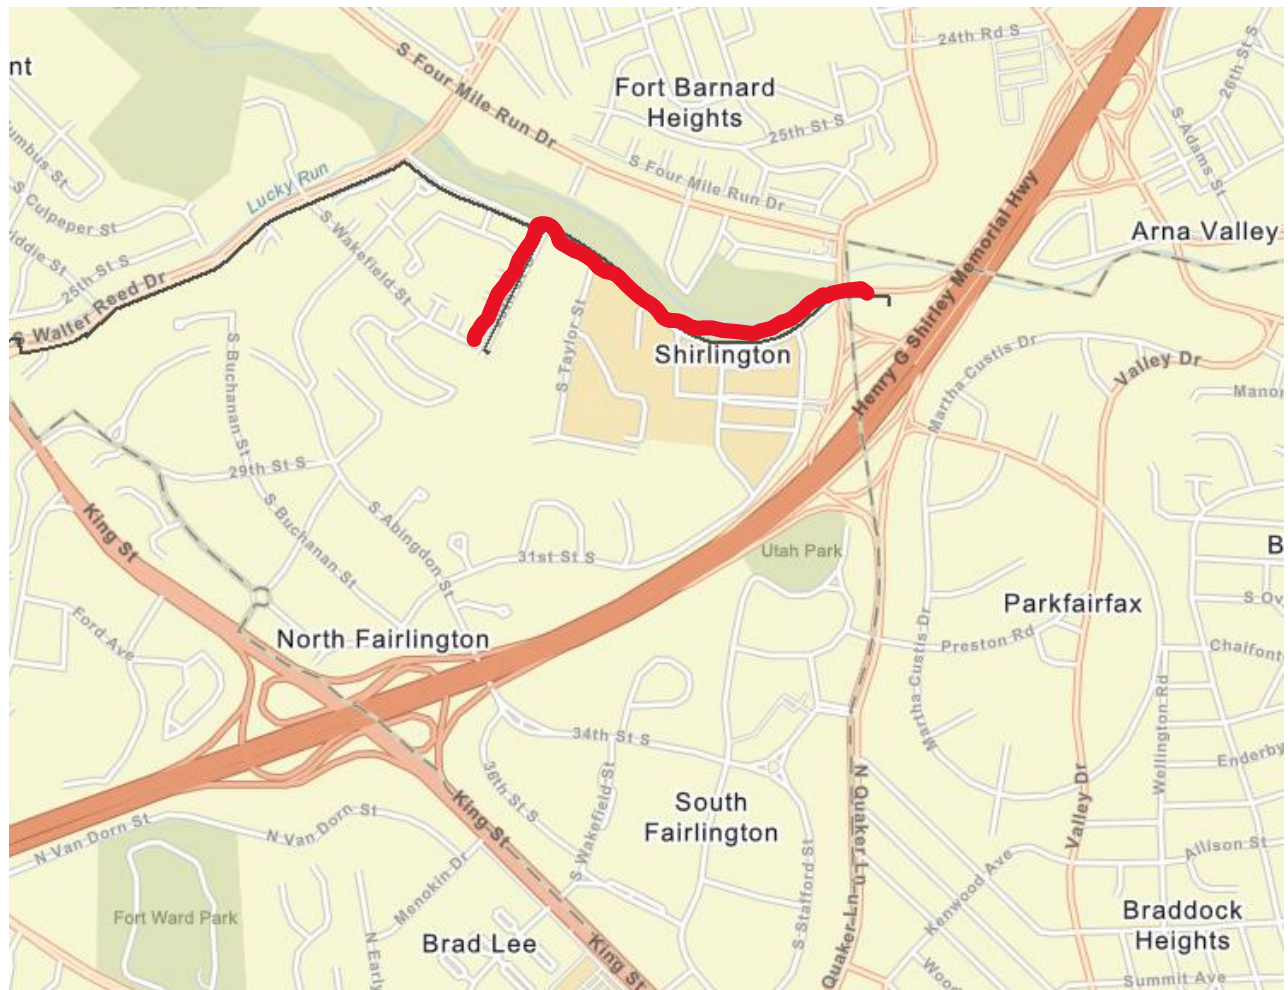 nt
S Four Mile Run Dr
Fort Barnard
Heights
24th Rd S
26th St S
25th St S
S Adams St
umbus St
S Culpeper St
Lucky Run
S Four Mile Run Dr
Henry G Shirley Memorial Hwy
Arna Valley
iddie St
25th St S
S Wakefield St
S Walter Reed Dr
S Taylor St
Shirlington
Martha Custis Dr
Valley Dr
Manor
S Buchanan St
29th St S
King St
S Buchanan St
S Abingdon St
31st St S
Utah Park
B
Ford Ave
North Fairlington
Parkfairfax
S Ov
Preston Rd
Chalfont
Martha Custis Dr
Wellington Rd
34th St S
Enderby
36th St S
S Wakefield St
South
Fairlington
N Quaker Ln
Valley Dr
N Van Dorn St
N Van Dorn St
King St
Allison St
Menokin Dr
S Stafford St
Kenwood Ave
Fort Ward Park
Brad Lee
N Early
King St
Quaker Ln
Braddock
Heights
Woo
Summit Ave